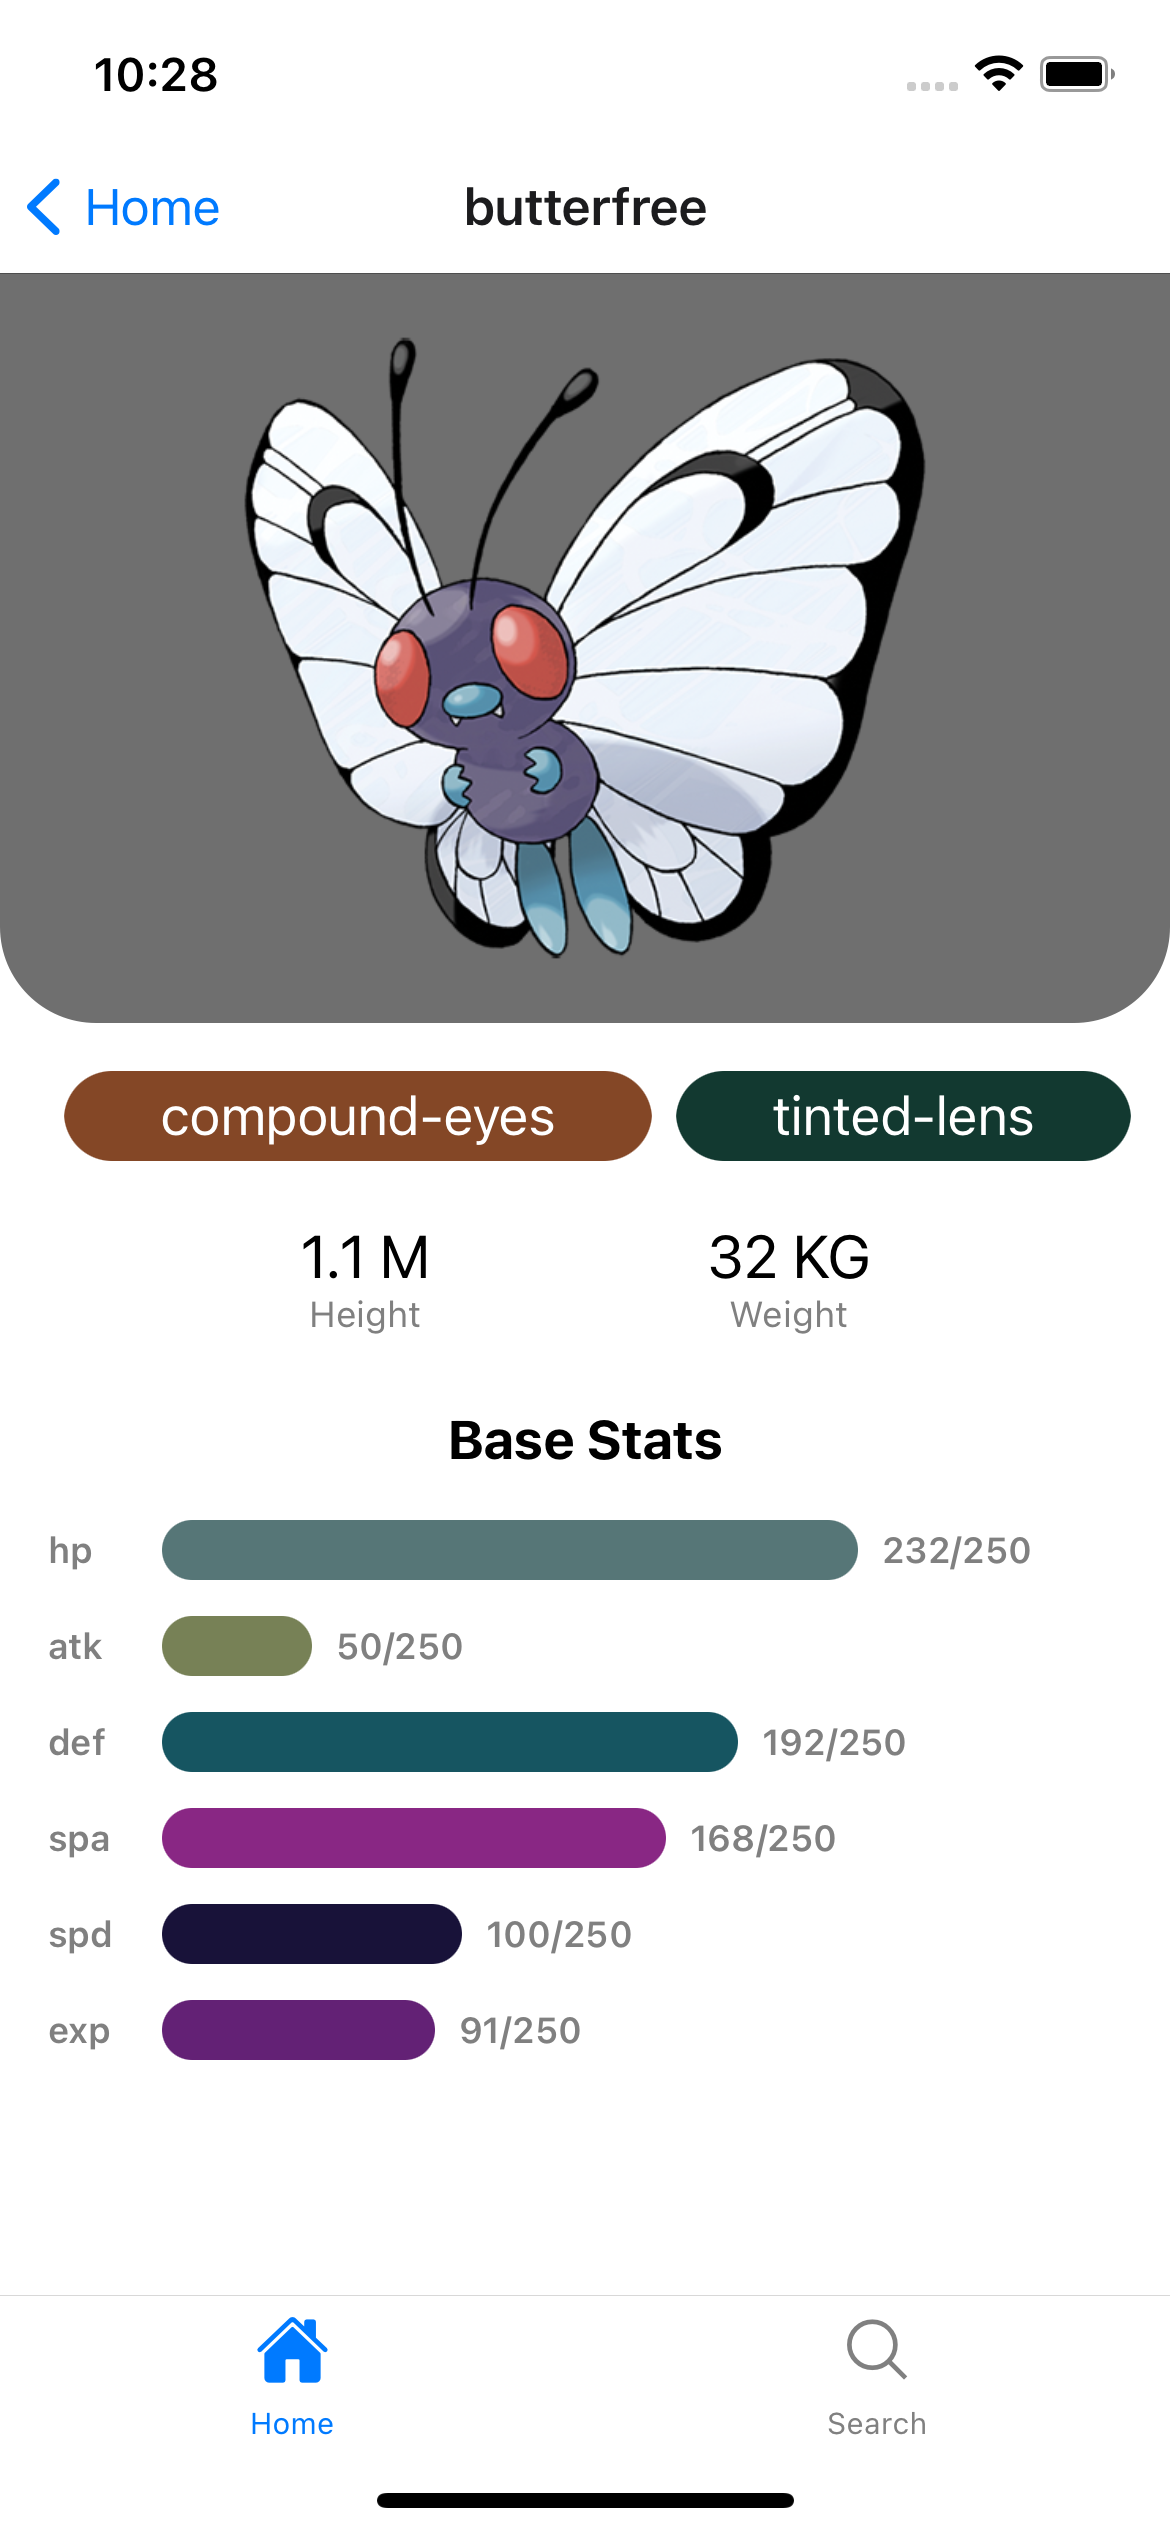 10:28
Home
butterfree
compound-eyes
tinted-lens
1.1 M
Height
32 KG
Weight
Base Stats
hp
232/250
atk
50/250
def
192/250
spa
168/250
spd
100/250
exp
91/250
Home
Search